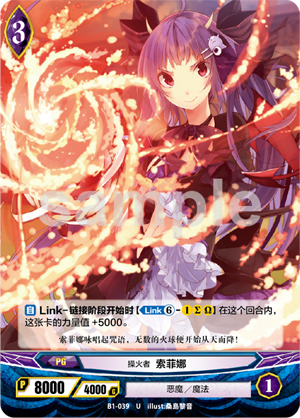 3
sample
自 Link-链接阶段开始时【Link 6 - I Σ Ω】在这个回合内，
这张卡的力量值 +5000。
索菲娜咏唱起咒语，无数的火球便开始从天而降！
PG 操火者 索菲娜
P 8000 4000 恶魔／魔法 1
B1-039 U illust:桑島黎音